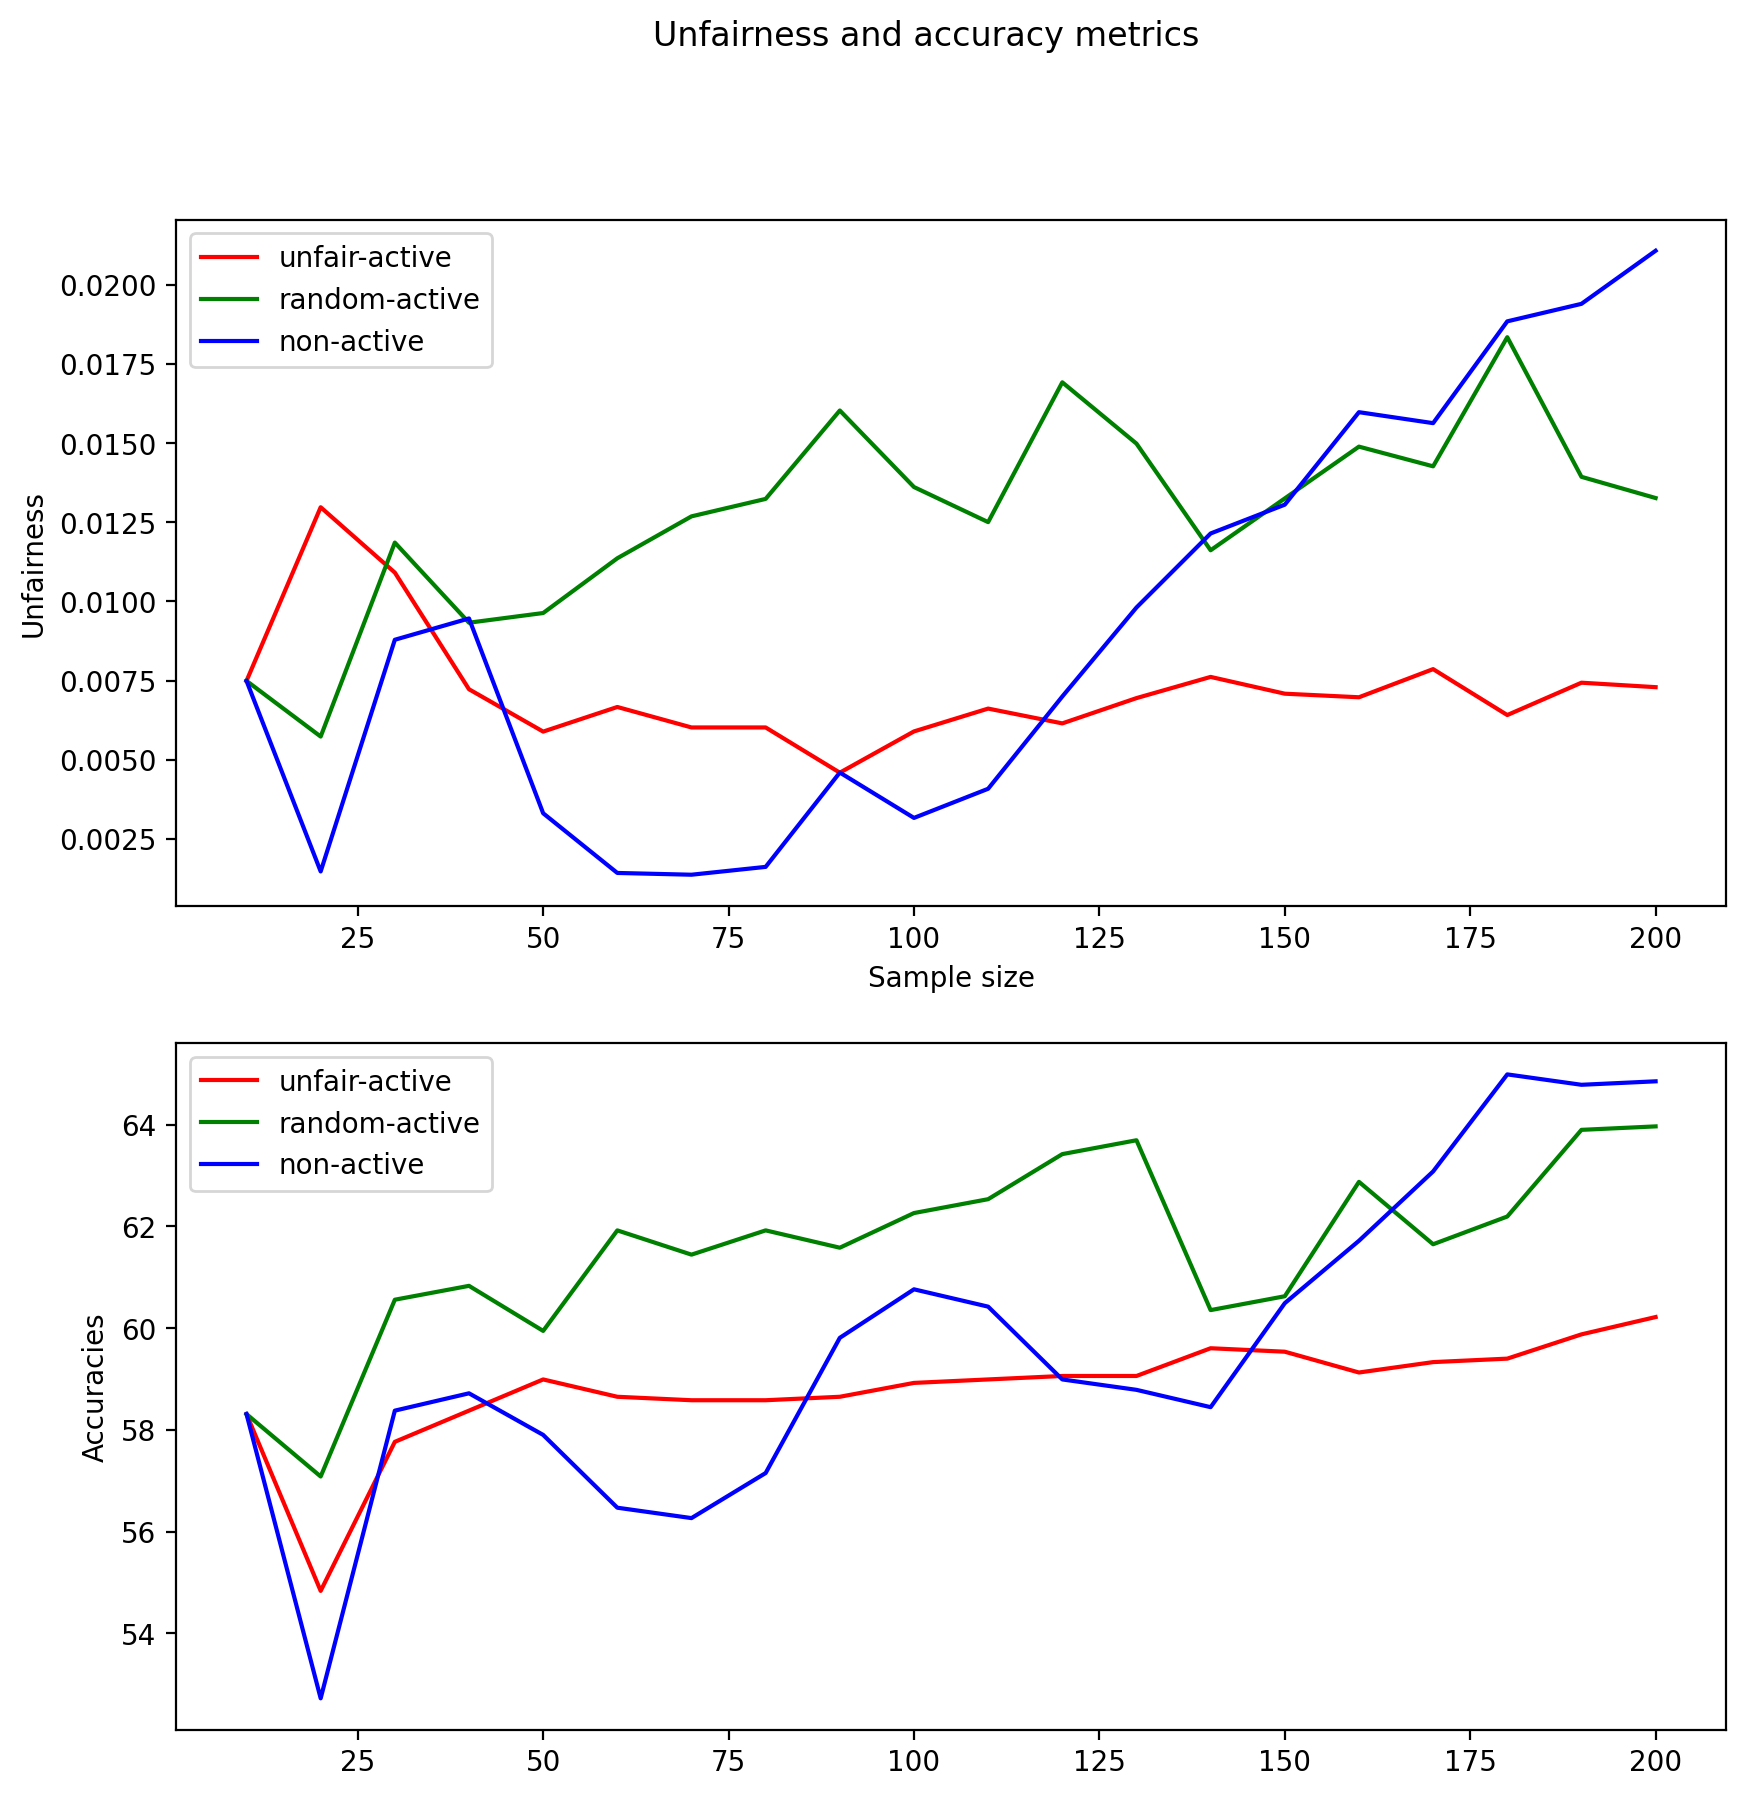 Unfairness and accuracy metrics
unfair-active
random-active
non-active
0.0200
0.0175
0.0150
0.0125
0.0100
0.0075
0.0050
0.0025
Unfairness
25 50 75 100 125 150 175 200
Sample size
unfair-active
random-active
non-active
64
62
60
58
56
54
Accuracies
25 50 75 100 125 150 175 200